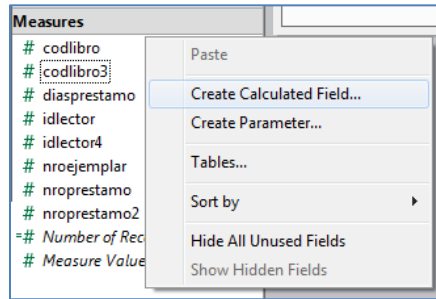 Measures
# codlibro
# codlibro3
# diasprestamo
# idlector
# idlector4
# nroejemplar
# nroprestamo
# nroprestamo2
=# Number of Rec
# Measure Value
Paste
Create Calculated Field...
Create Parameter...
Tables...
Sort by
Hide All Unused Fields
Show Hidden Fields